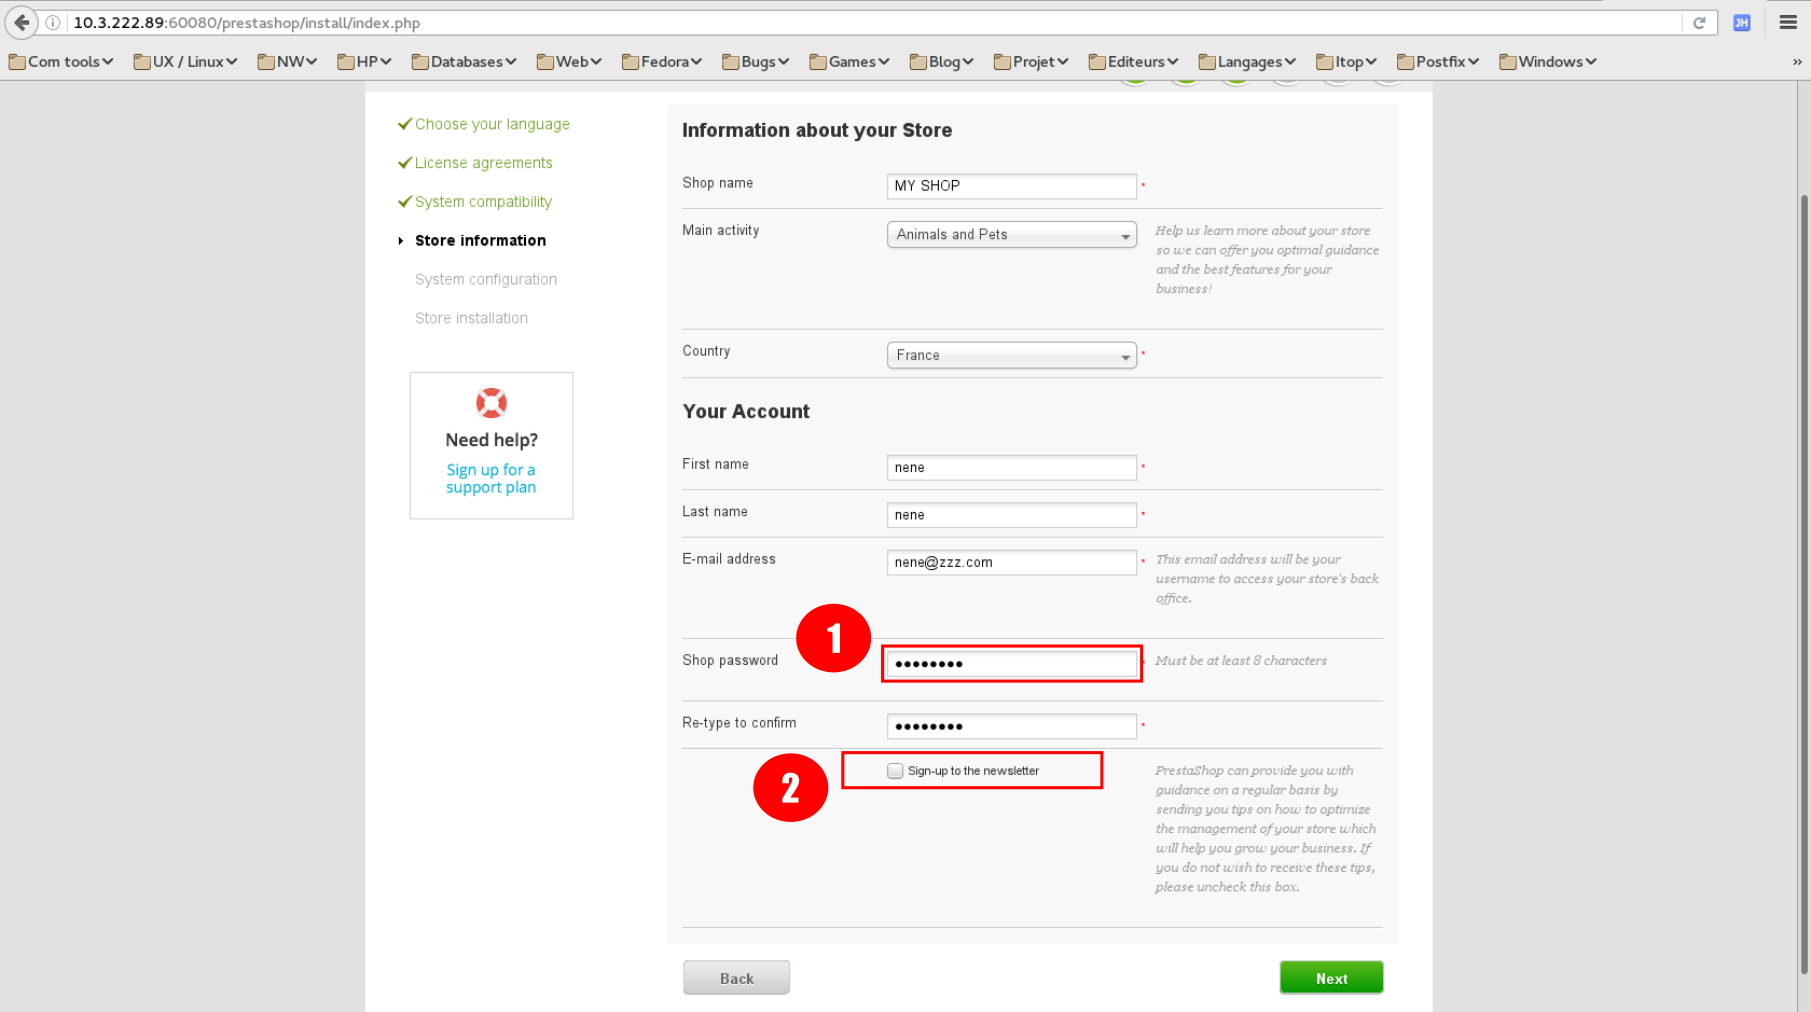 10.3.222.89:60080/prestashop/install/index.php
JH
Com tools UX / Linux NW HP Databases Web Fedora Bugs Games Blog Projet Editeurs Langages Itop Postfix Windows »
Choose your language
License agreements
System compatibility
Store information
System configuration
Store installation
Need help?
Sign up for a
support plan
Information about your Store
Shop name
MY SHOP
*
Main activity
Animals and Pets
Help us learn more about your store
so we can offer you optimal guidance
and the best features for your
business!
Country
France
*
Your Account
First name
nene
*
Last name
nene
*
E-mail address
nene@zzz.com
*
This email address will be your
username to access your store's back
office.
1
Shop password
••••••••
Must be at least 8 characters
Re-type to confirm
••••••••
*
2
Sign-up to the newsletter
PrestaShop can provide you with
guidance on a regular basis by
sending you tips on how to optimize
the management of your store which
will help you grow your business. If
you do not wish to receive these tips,
please uncheck this box.
Back
Next